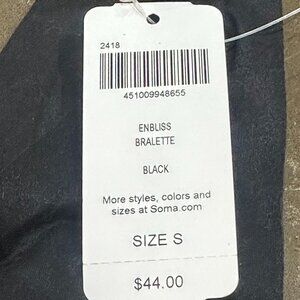 2418
451009948655
ENBLISS
BRALETTE
BLACK
More styles, colors and
sizes at Soma.com
SIZE S
$44.00